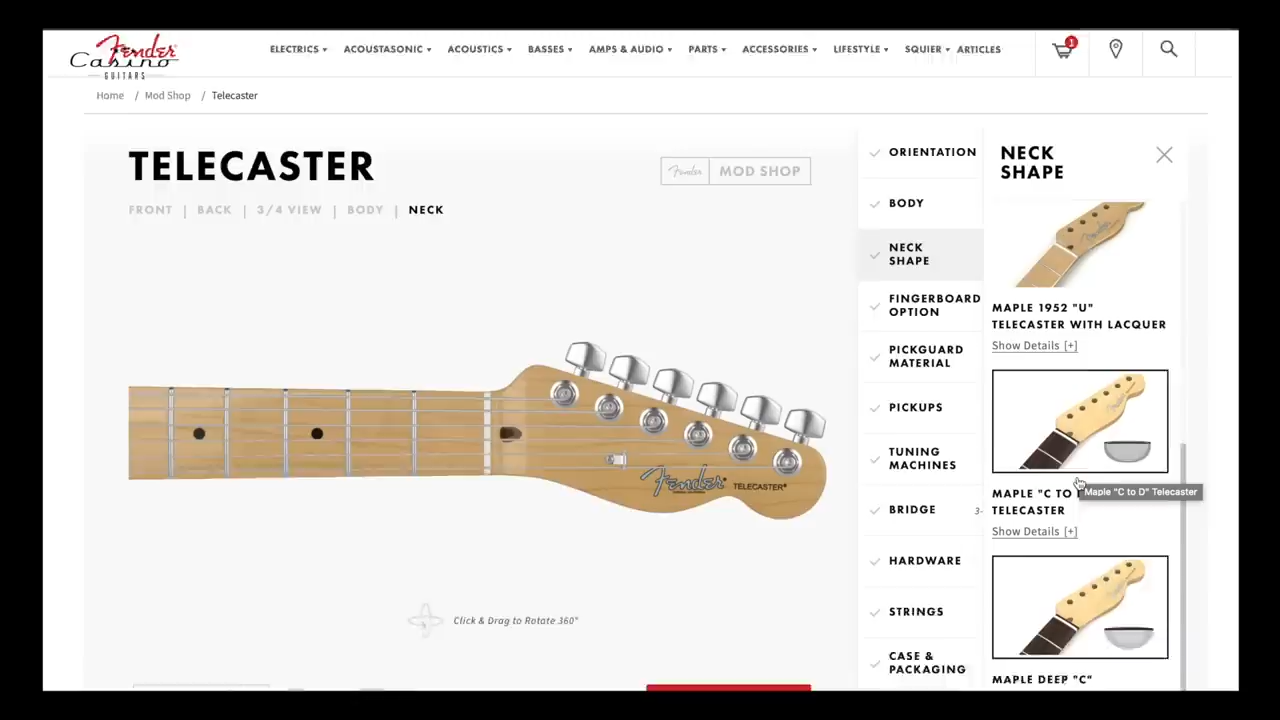 Fender
Casino
GUITARS
ELECTRICS
ACOUSTASONIC
ACOUSTICS
BASSES
AMPS & AUDIO
PARTS
ACCESSORIES
LIFESTYLE
SQUIER
ARTICLES
1
Home / Mod Shop / Telecaster
TELECASTER
Fender MOD SHOP
FRONT | BACK | 3/4 VIEW | BODY | NECK
Fender TELECASTER
Click & Drag to Rotate 360°
ORIENTATION
BODY
NECK
SHAPE
FINGERBOARD
OPTION
PICKGUARD
MATERIAL
PICKUPS
TUNING
MACHINES
BRIDGE 3-
HARDWARE
STRINGS
CASE &
PACKAGING
NECK
SHAPE
MAPLE 1952 "U"
TELECASTER WITH LACQUER
Show Details [+]
MAPLE "C TO
Maple "C to D" Telecaster
TELECASTER
Show Details [+]
MAPLE DEEP "C"